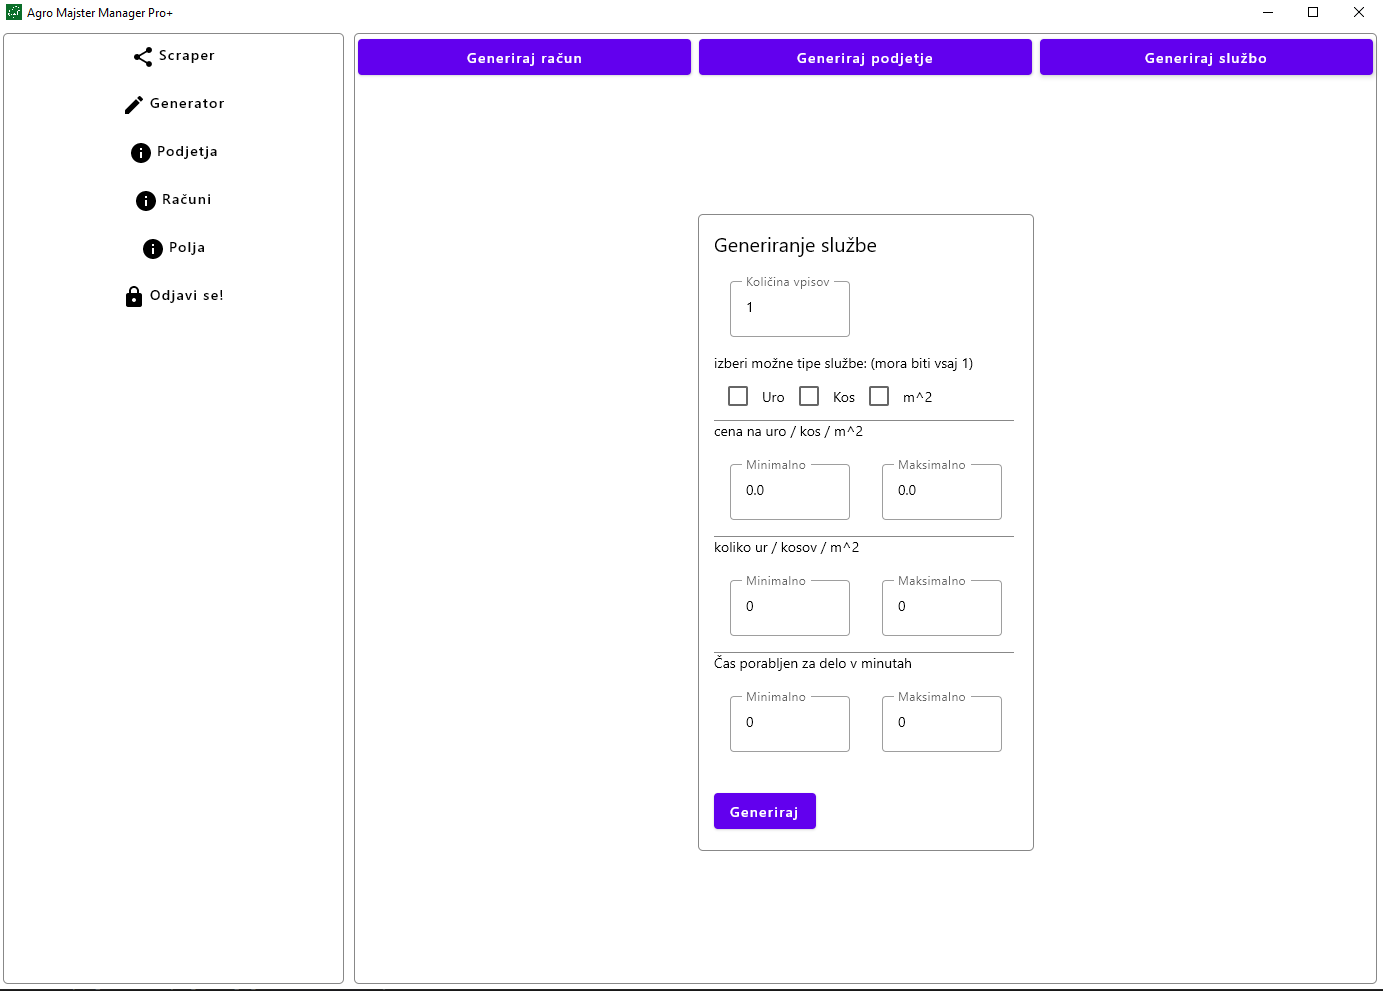 Agro Majster Manager Pro+
Scraper
Generator
Podjetja
Računi
Polja
Odjavi se!
Generiraj račun
Generiraj podjetje
Generiraj službo
Generiranje službe
Količina vpisov
1
izberi možne tipe službe: (mora biti vsaj 1)
Uro Kos m^2
cena na uro / kos / m^2
Minimalno Maksimalno
0.0 0.0
koliko ur / kosov / m^2
Minimalno Maksimalno
0 0
Čas porabljen za delo v minutah
Minimalno Maksimalno
0 0
Generiraj